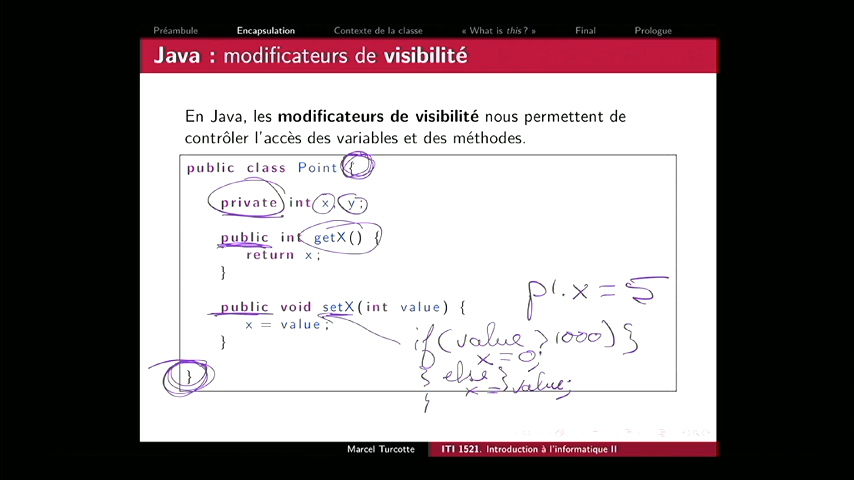 Préambule Encapsulation Contexte de la classe « What is this ? » Final Prologue
Java : modificateurs de visibilité
En Java, les modificateurs de visibilité nous permettent de
contrôler l'accès des variables et des méthodes.
public class Point {
private int x, y;
public int getX() {
return x;
}
public void setX(int value) {
x = value;
}
}
p1.x = 5
if (value > 1000) {
x = 0;
} else {
x = value;
}
Marcel Turcotte ITI 1521. Introduction à l'informatique II